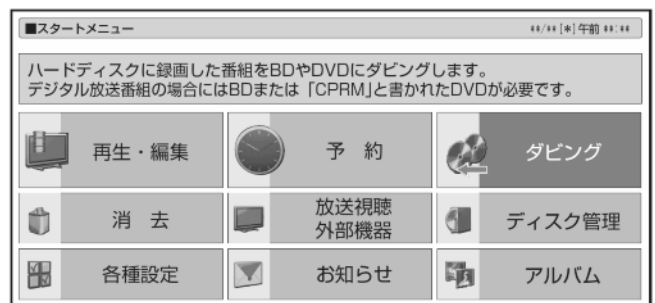 ■スタートメニュー
**/**[*]午前 **:**
ハードディスクに録画した番組をBDやDVDにダビングします。
デジタル放送番組の場合にはBDまたは「CPRM」と書かれたDVDが必要です。
再生・編集
予 約
ダビング
消 去
放送視聴
外部機器
ディスク管理
各種設定
お知らせ
アルバム